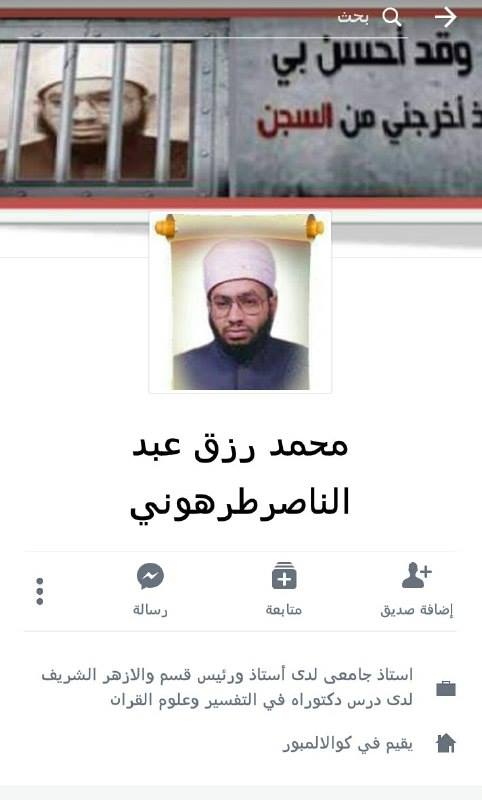 بحث
وقد أحسن بي
أخرجني من السجن
محمد رزق عبد
الناصرطرهوني
إضافة صديق
متابعة
رسالة
استاذ جامعى لدى أستاذ ورئيس قسم والازهر الشريف
لدى درس دكتوراه في التفسير وعلوم القران
يقيم في كوالالمبور